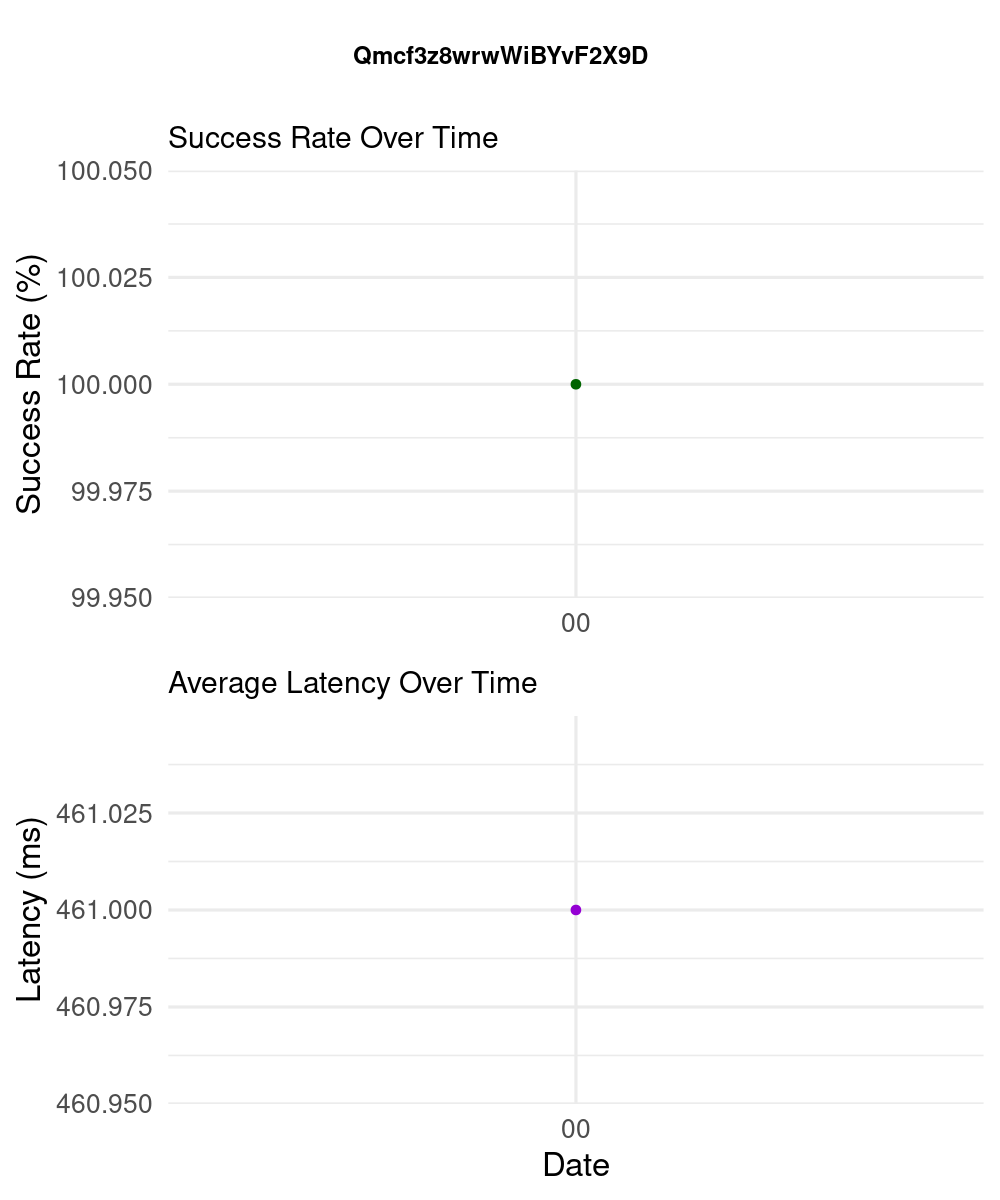 Qmcf3z8wrwWiBYvF2X9D
Success Rate Over Time
Success Rate (%)
100.050
100.025
100.000
99.975
99.950
00
Average Latency Over Time
Latency (ms)
461.025
461.000
460.975
460.950
00
Date